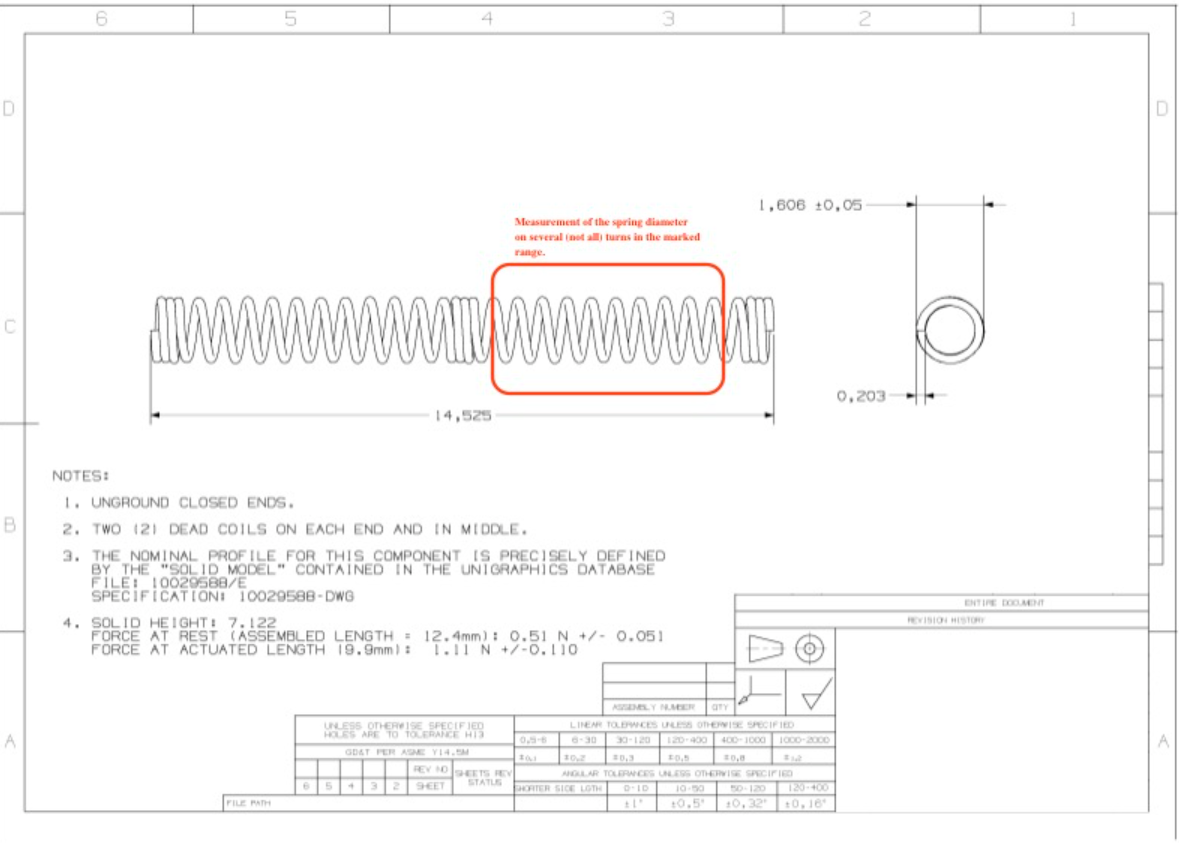 6 5 4 3 2 1
D D
1,606 ±0,05
Measurement of the spring diameter
on several (not all) turns in the marked
range.
C C
0,203
14,525
NOTES:
1. UNGROUND CLOSED ENDS.
2. TWO (2) DEAD COILS ON EACH END AND IN MIDDLE.
B
3. THE NOMINAL PROFILE FOR THIS COMPONENT IS PRECISELY DEFINED
BY THE "SOLID MODEL" CONTAINED IN THE UNIGRAPHICS DATABASE
FILE: 10029588/E
SPECIFICATION: 10029588-DWG
4. SOLID HEIGHT: 7.122
FORCE AT REST (ASSEMBLED LENGTH = 12.4mm): 0.51 N +/- 0.051
FORCE AT ACTUATED LENGTH (9.9mm): 1.11 N +/-0.110
ENTIRE DOCUMENT
REVISION HISTORY
ASSEMBLY NUMBER QTY
A A
UNLESS OTHERWISE SPECIFIED
HOLES ARE TO TOLERANCE H13
GD&T PER ASME Y14.5M
REV NO
SHEETS REV
STATUS
6 5 4 3 2 SHEET
LINEAR TOLERANCES UNLESS OTHERWISE SPECIFIED
0,5-6 6-30 30-120 120-400 400-1000 1000-2000
±0,1 ±0,2 ±0,3 ±0,5 ±0,8 ±1,2
ANGULAR TOLERANCES UNLESS OTHERWISE SPECIFIED
SHORTER SIDE LGTH 0-10 10-50 50-120 120-400
±1° ±0,5° ±0,32° ±0,16°
FILE PATH